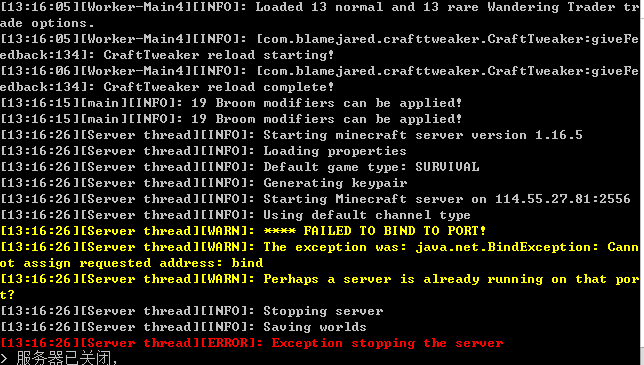 [13:16:05][Worker-Main4][INFO]: Loaded 13 normal and 13 rare Wandering Trader tr
ade options.
[13:16:05][Worker-Main4][INFO]: [com.blamejared.crafttweaker.CraftTweaker:giveFe
edback:134]: CraftTweaker reload starting!
[13:16:06][Worker-Main4][INFO]: [com.blamejared.crafttweaker.CraftTweaker:giveFe
edback:134]: CraftTweaker reload complete!
[13:16:15][main][INFO]: 19 Broom modifiers can be applied!
[13:16:15][main][INFO]: 19 Broom modifiers can be applied!
[13:16:26][Server thread][INFO]: Starting minecraft server version 1.16.5
[13:16:26][Server thread][INFO]: Loading properties
[13:16:26][Server thread][INFO]: Default game type: SURVIVAL
[13:16:26][Server thread][INFO]: Generating keypair
[13:16:26][Server thread][INFO]: Starting Minecraft server on 114.55.27.81:2556
[13:16:26][Server thread][INFO]: Using default channel type
[13:16:26][Server thread][WARN]: **** FAILED TO BIND TO PORT!
[13:16:26][Server thread][WARN]: The exception was: java.net.BindException: Cann
ot assign requested address: bind
[13:16:26][Server thread][WARN]: Perhaps a server is already running on that por
t?
[13:16:26][Server thread][INFO]: Stopping server
[13:16:26][Server thread][INFO]: Saving worlds
[13:16:26][Server thread][ERROR]: Exception stopping the server
> 服务器已关闭,